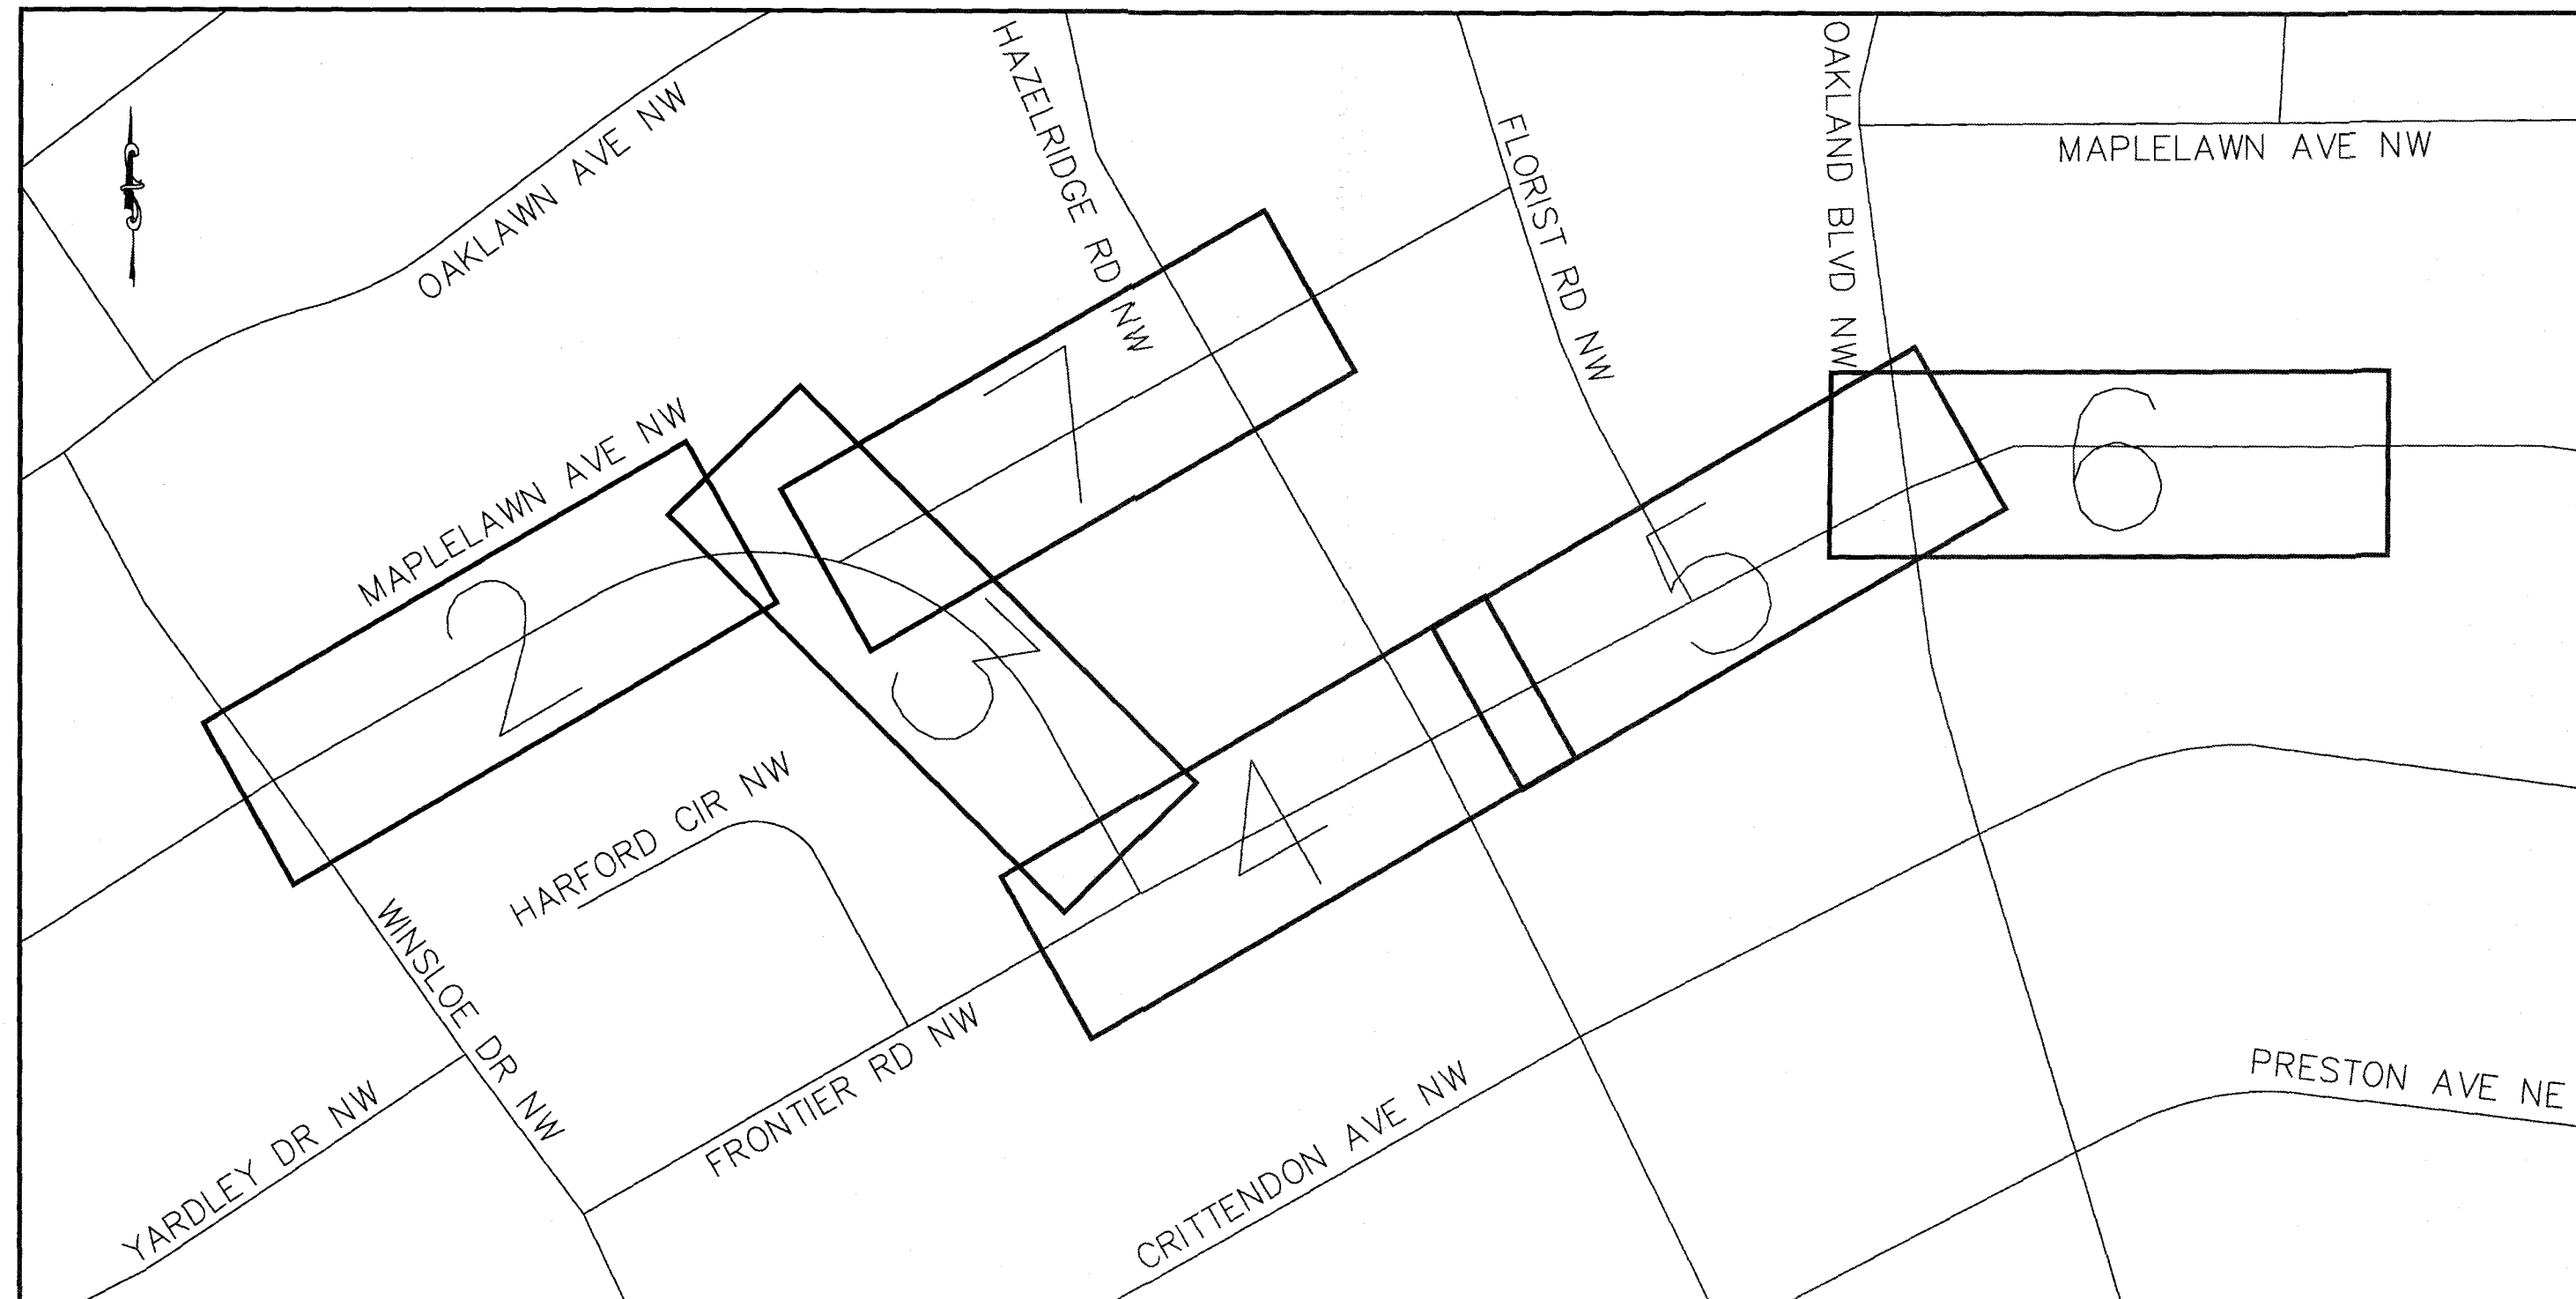 HAZELRIDGE RD NW
OAKLAND BLVD NW
OAKLAWN AVE NW
FLORIST RD NW
MAPLELAWN AVE NW
7
MAPLELAWN AVE NW
6
2
5
3
4
HARFORD CIR NW
WINSLOE DR NW
FRONTIER RD NW
YARDLEY DR NW
CRITTENDON AVE NW
PRESTON AVE NE